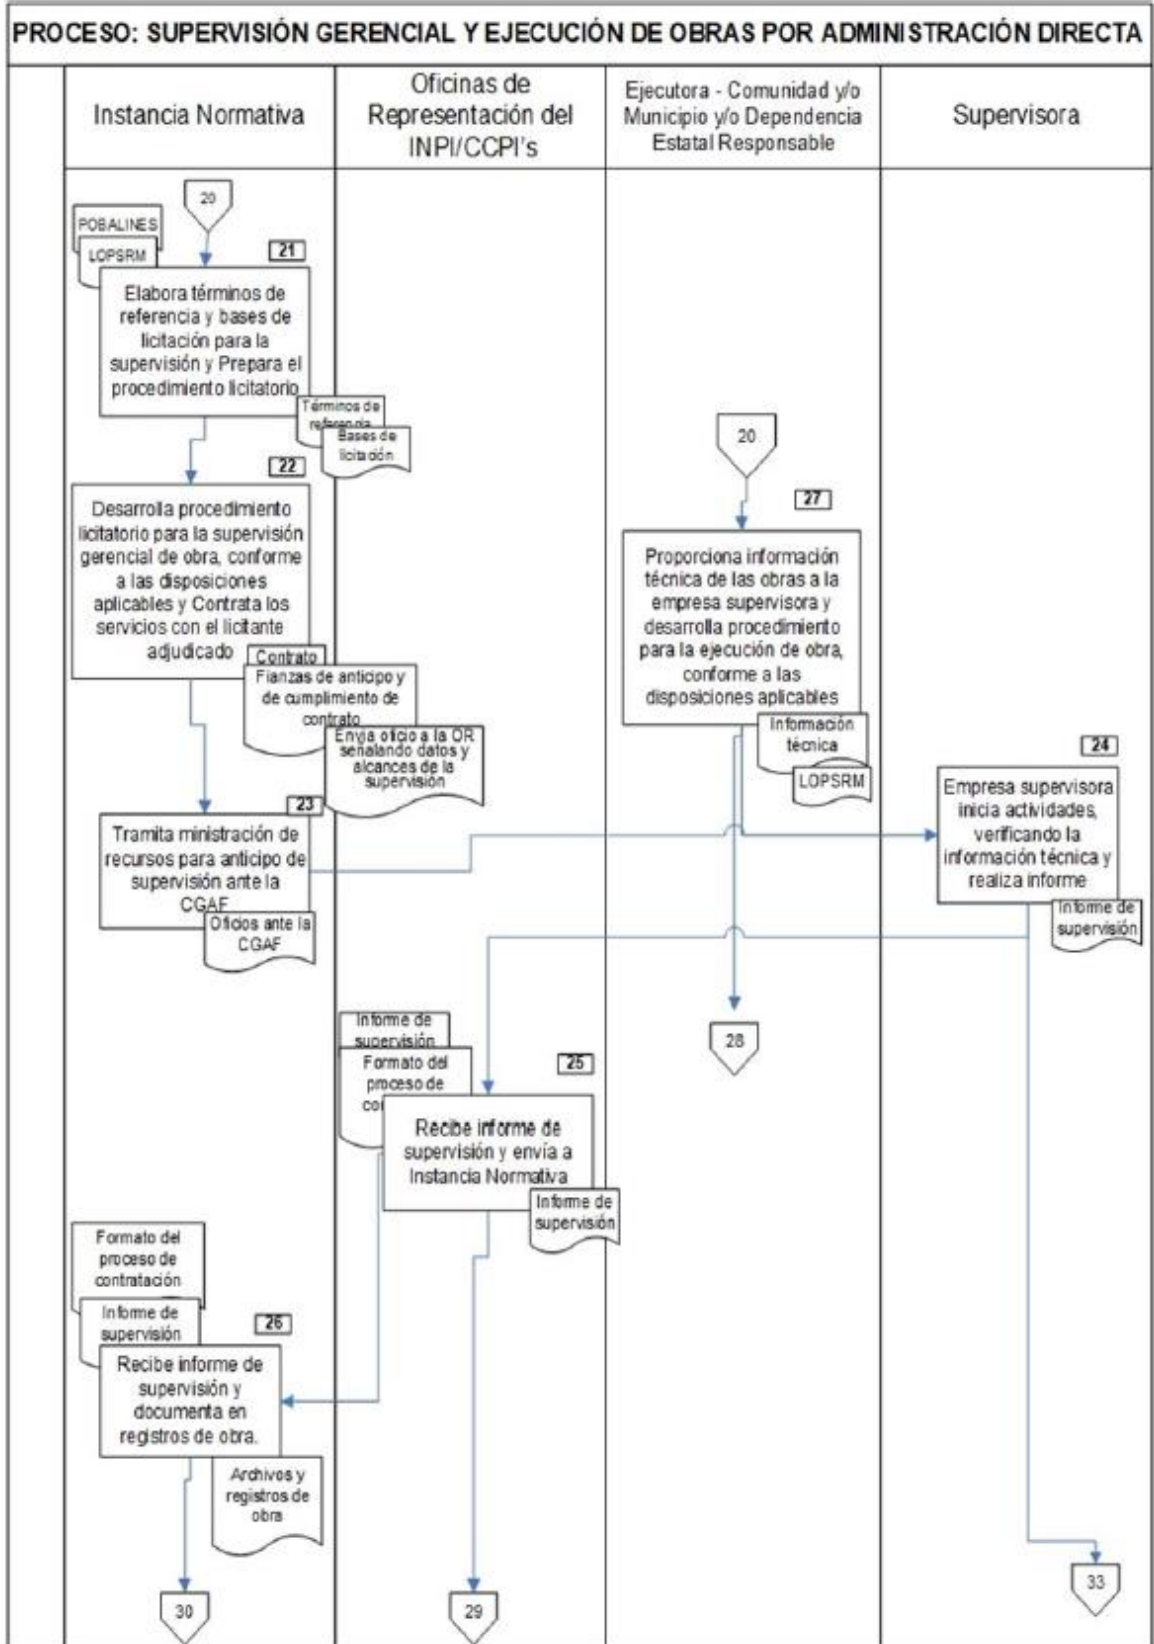 PROCESO: SUPERVISIÓN GERENCIAL Y EJECUCIÓN DE OBRAS POR ADMINISTRACIÓN DIRECTA
Instancia Normativa
Oficinas de
Representación del
INPI/CCPI's
Ejecutora - Comunidad y/o
Municipio y/o Dependencia
Estatal Responsable
Supervisora
20
POBALINES
LOPSRM
21
Elabora términos de
referencia y bases de
licitación para la
supervisión y Prepara el
procedimiento licitatorio
Términos de
referencia
Bases de
licitación
22
Desarrolla procedimiento
licitatorio para la supervisión
gerencial de obra, conforme
a las disposiciones
aplicables y Contrata los
servicios con el licitante
adjudicado
Contrato
Fianzas de anticipo y
de cumplimiento de
contrato
Envia oficio a la OR
señalando datos y
alcances de la
supervisión
23
Tramita ministración de
recursos para anticipo de
supervisión ante la
CGAF
Oficios ante la
CGAF
20
27
Proporciona información
técnica de las obras a la
empresa supervisora y
desarrolla procedimiento
para la ejecución de obra,
conforme a las
disposiciones aplicables
Información
técnica
LOPSRM
24
Empresa supervisora
inicia actividades,
verificando la
información técnica y
realiza informe
Informe de
supervisión
28
Informe de
supervisión
Formato del
proceso de
25
Recibe informe de
supervisión y envía a
Instancia Normativa
Informe de
supervisión
Formato del
proceso de
contratación
Informe de
supervisión
26
Recibe informe de
supervisión y
documenta en
registros de obra.
Archivos y
registros de
obra
30
29
33